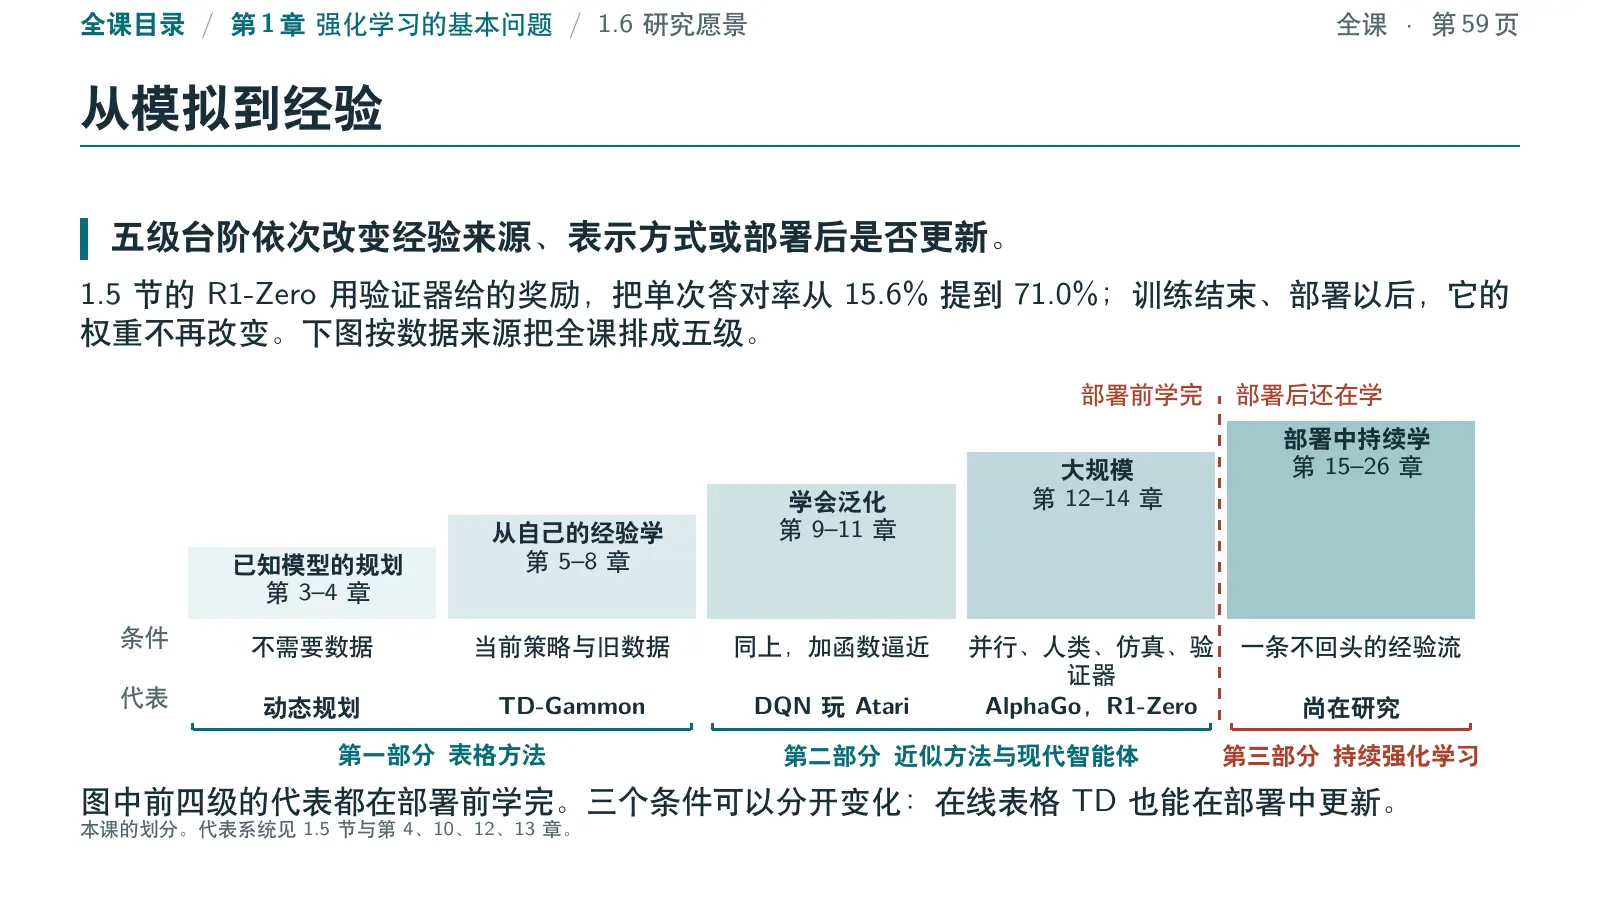 全课目录 / 第 1 章 强化学习的基本问题 / 1.6 研究愿景
全课 · 第 59 页
从模拟到经验
五级台阶依次改变经验来源、表示方式或部署后是否更新。
1.5 节的 R1-Zero 用验证器给的奖励，把单次答对率从 15.6% 提到 71.0%；训练结束、部署以后，它的
权重不再改变。下图按数据来源把全课排成五级。
部署前学完
部署后还在学
已知模型的规划
第 3–4 章
从自己的经验学
第 5–8 章
学会泛化
第 9–11 章
大规模
第 12–14 章
部署中持续学
第 15–26 章
条件
不需要数据
当前策略与旧数据
同上，加函数逼近
并行、人类、仿真、验
证器
一条不回头的经验流
代表
动态规划
TD-Gammon
DQN 玩 Atari
AlphaGo，R1-Zero
尚在研究
第一部分 表格方法
第二部分 近似方法与现代智能体
第三部分 持续强化学习
图中前四级的代表都在部署前学完。三个条件可以分开变化：在线表格 TD 也能在部署中更新。
本课的划分。代表系统见 1.5 节与第 4、10、12、13 章。